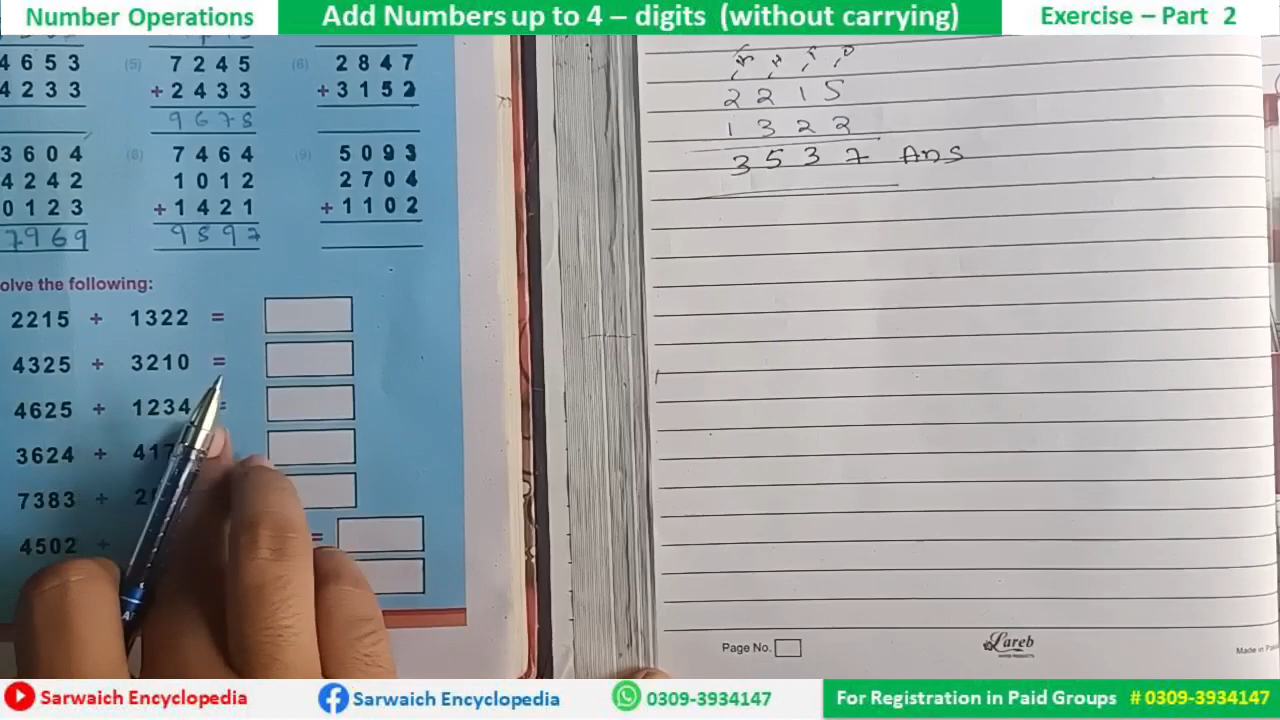 Number Operations
Add Numbers up to 4 – digits (without carrying)
Exercise – Part 2
4 6 5 3
4 2 3 3
(5) 7 2 4 5
+ 2 4 3 3
9 6 7 8
(6) 2 8 4 7
+ 3 1 5 2
3 6 0 4
4 2 4 2
0 1 2 3
7 9 6 9
(8) 7 4 6 4
1 0 1 2
+ 1 4 2 1
9 8 9 7
(9) 5 0 9 3
2 7 0 4
+ 1 1 0 2
olve the following:
2215 + 1322 =
4325 + 3210 =
4625 + 1234 =
3624 + 417
7383 + 2
4502 + =
H T O
2 2 1 5
1 3 2 2
3 5 3 7 Ans
Page No.
Lareb
Made in
Sarwaich Encyclopedia
Sarwaich Encyclopedia
0309-3934147
For Registration in Paid Groups # 0309-3934147